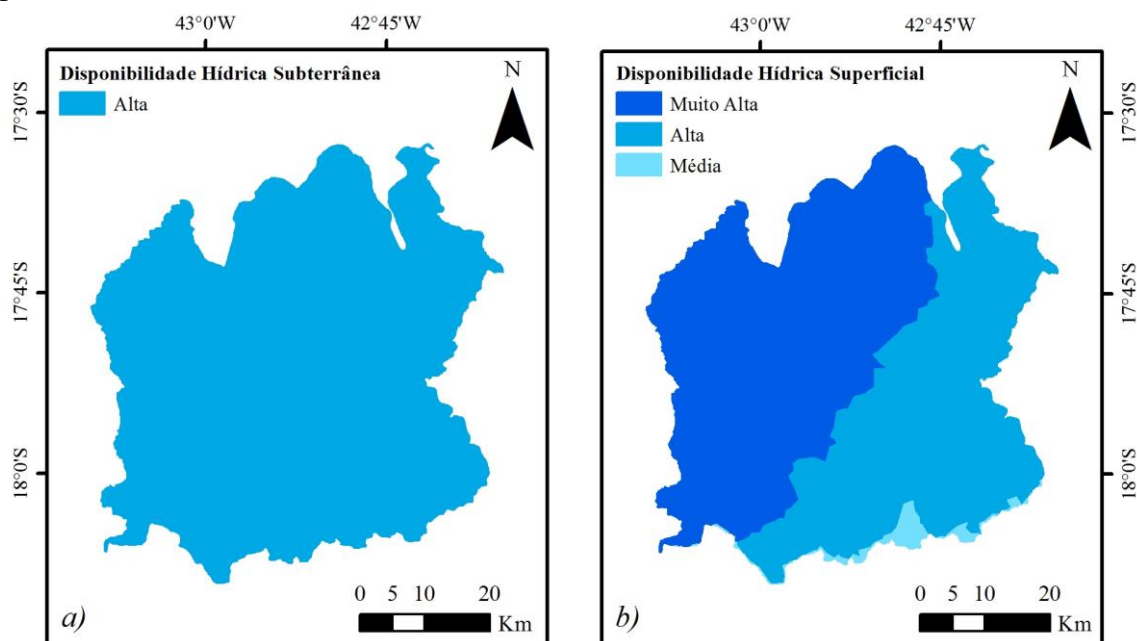 43°0'W
42°45'W
Disponibilidade Hídrica Subterrânea
Alta
N
17°30'S
17°45'S
18°0'S
0 5 10 20
Km
a)
43°0'W
42°45'W
Disponibilidade Hídrica Superficial
Muito Alta
Alta
Média
N
17°30'S
17°45'S
18°0'S
0 5 10 20
Km
b)